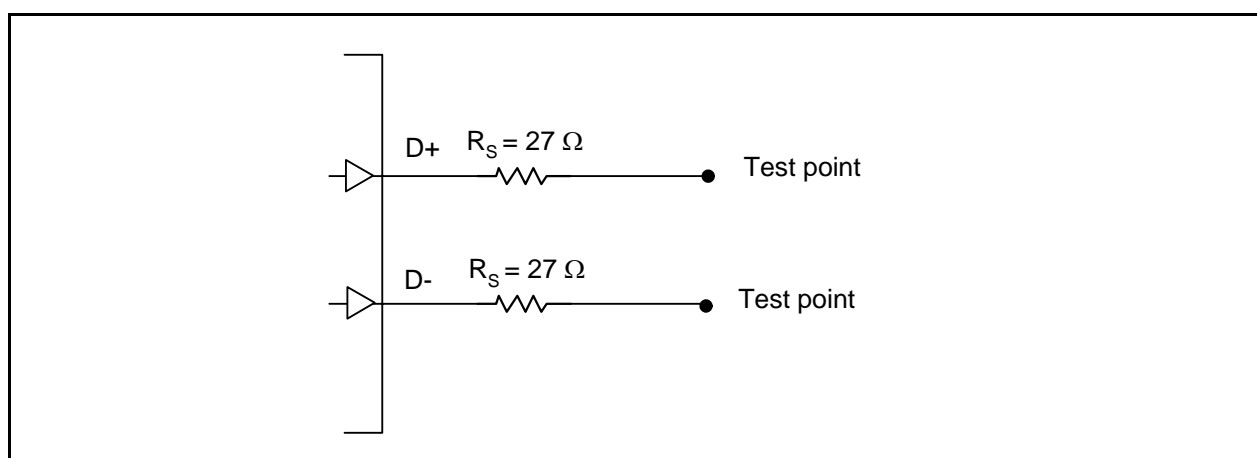 D+ R_S = 27 Ω Test point
D- R_S = 27 Ω Test point